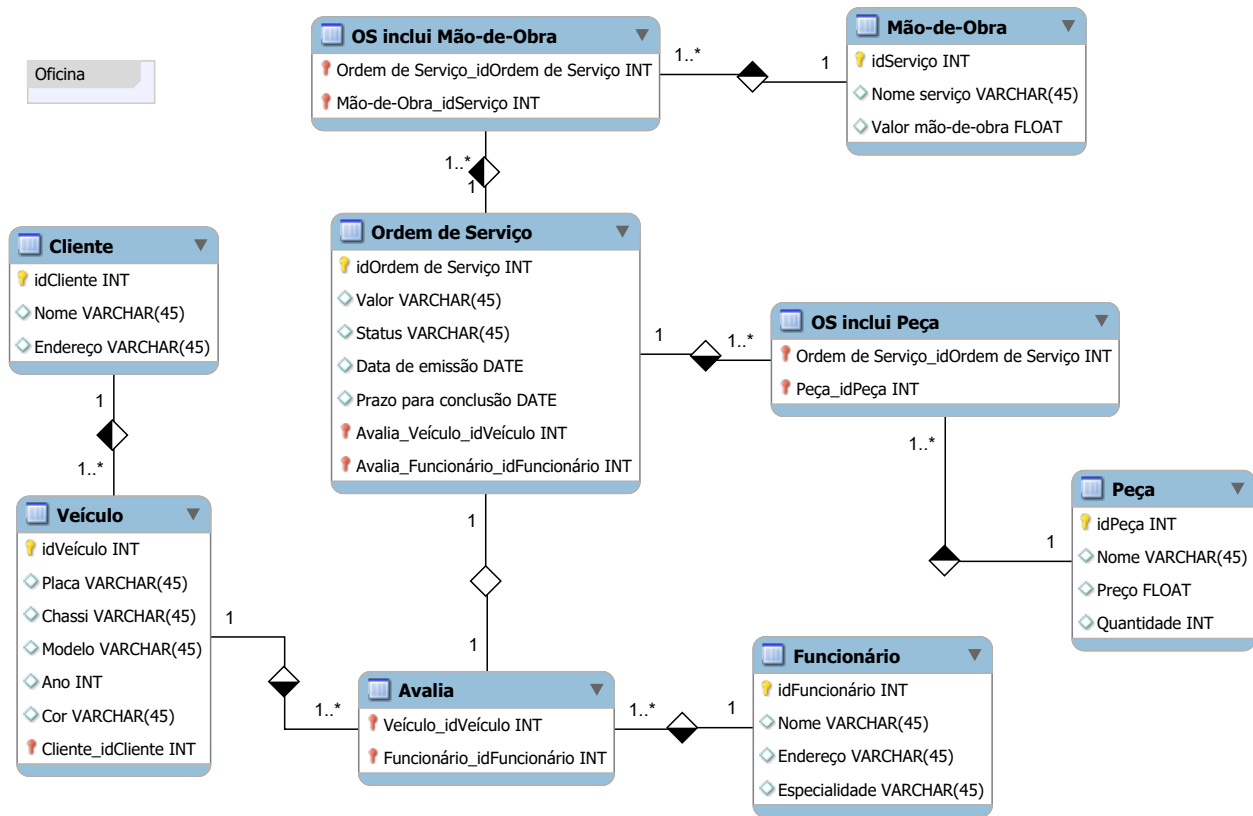 Oficina
OS inclui Mão-de-Obra
Ordem de Serviço_idOrdem de Serviço INT
Mão-de-Obra_idServiço INT
1..*
1
Mão-de-Obra
idServiço INT
Nome serviço VARCHAR(45)
Valor mão-de-obra FLOAT
1..*
1
Cliente
idCliente INT
Nome VARCHAR(45)
Endereço VARCHAR(45)
1
1..*
Ordem de Serviço
idOrdem de Serviço INT
Valor VARCHAR(45)
Status VARCHAR(45)
Data de emissão DATE
Prazo para conclusão DATE
Avalia_Veículo_idVeículo INT
Avalia_Funcionário_idFuncionário INT
1
1..*
OS inclui Peça
Ordem de Serviço_idOrdem de Serviço INT
Peça_idPeça INT
1..*
1
Peça
idPeça INT
Nome VARCHAR(45)
Preço FLOAT
Quantidade INT
Veículo
idVeículo INT
Placa VARCHAR(45)
Chassi VARCHAR(45)
Modelo VARCHAR(45)
Ano INT
Cor VARCHAR(45)
Cliente_idCliente INT
1
1..*
1
1
Avalia
Veículo_idVeículo INT
Funcionário_idFuncionário INT
1..*
1
Funcionário
idFuncionário INT
Nome VARCHAR(45)
Endereço VARCHAR(45)
Especialidade VARCHAR(45)